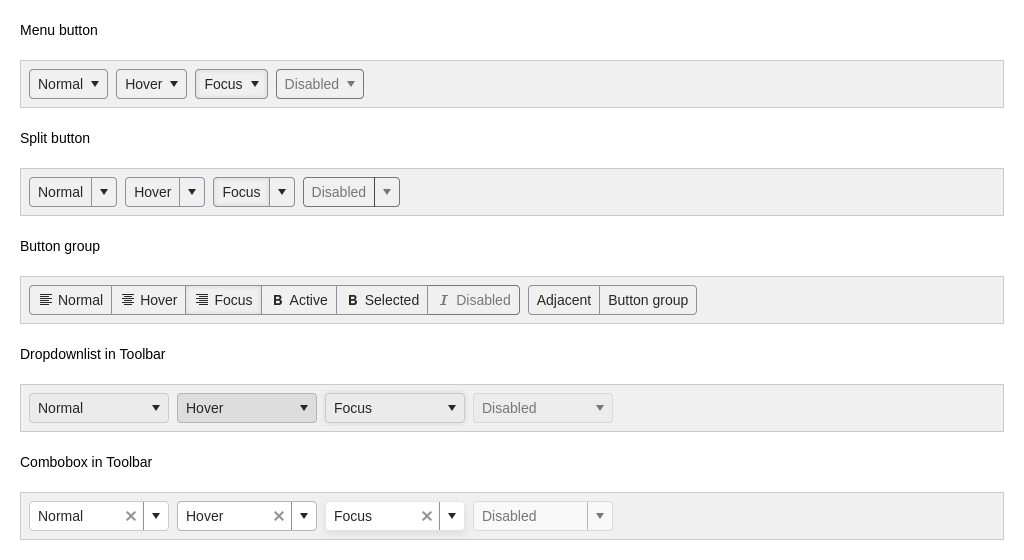 Menu button
Normal Hover Focus Disabled
Split button
Normal Hover Focus Disabled
Button group
Normal Hover Focus B Active B Selected I Disabled Adjacent Button group
Dropdownlist in Toolbar
Normal Hover Focus Disabled
Combobox in Toolbar
Normal Hover Focus Disabled